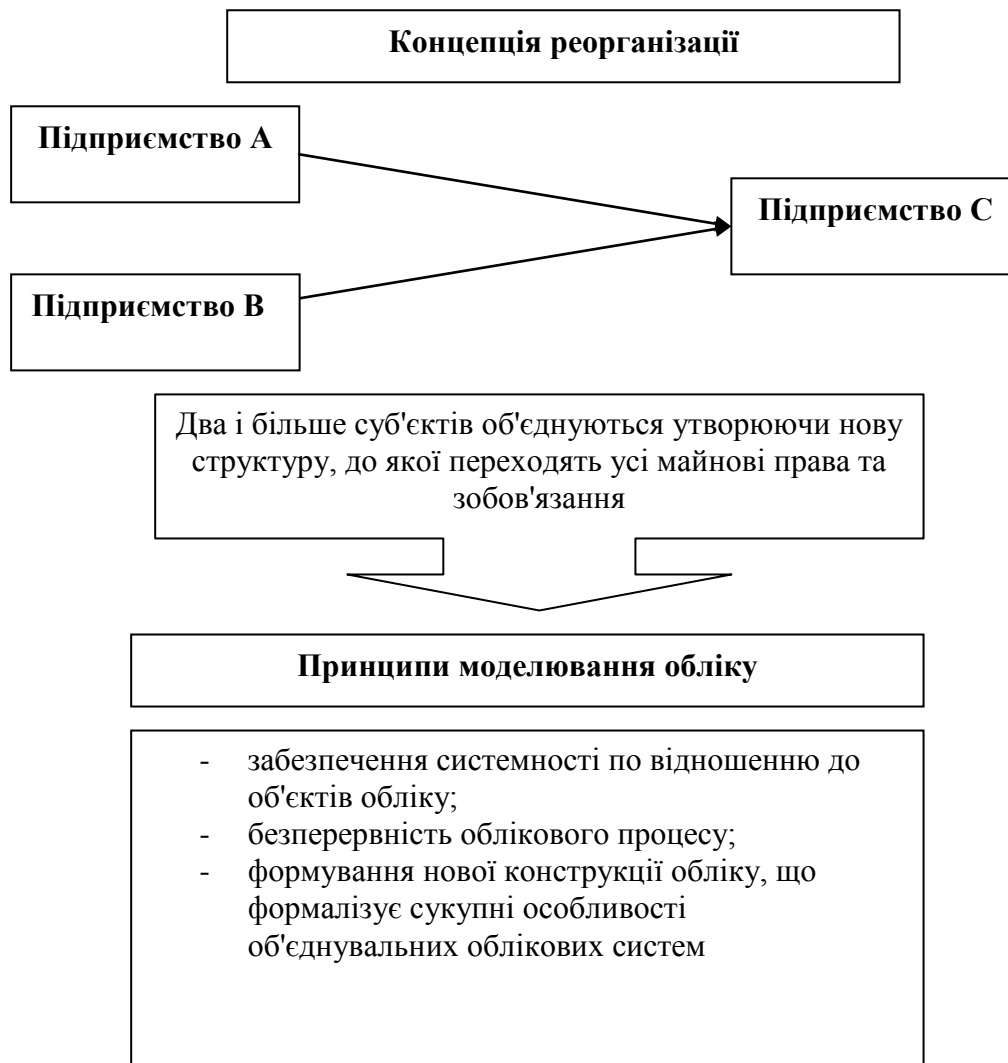 Концепція реорганізації
Підприємство А
Підприємство С
Підприємство В
Два і більше суб'єктів об'єднуються утворюючи нову
структуру, до якої переходять усі майнові права та
зобов'язання
Принципи моделювання обліку
- забезпечення системності по відношенню до
об'єктів обліку;
- безперервність облікового процесу;
- формування нової конструкції обліку, що
формалізує сукупні особливості
об'єднувальних облікових систем